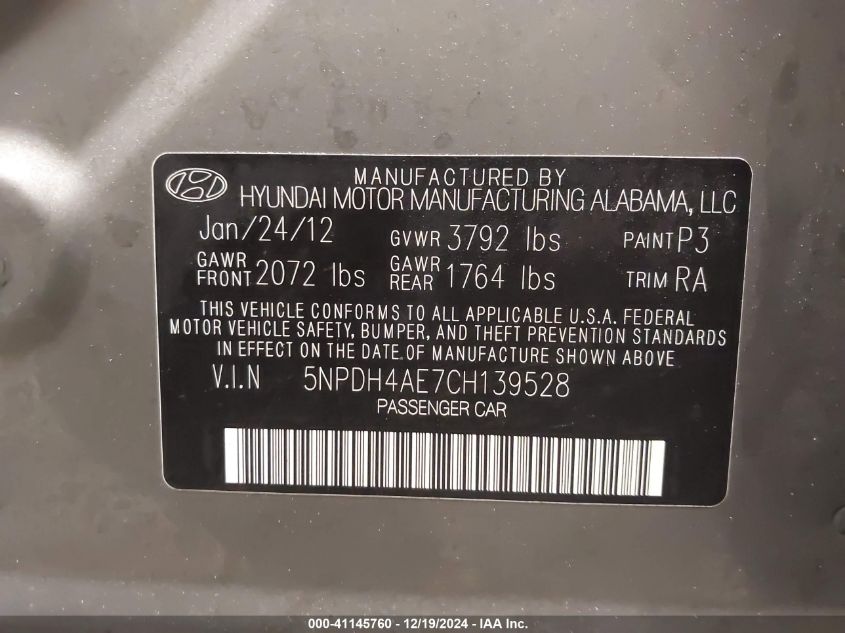 MANUFACTURED BY
HYUNDAI MOTOR MANUFACTURING ALABAMA, LLC
Jan/24/12 GVWR 3792 lbs PAINT P3
GAWR FRONT 2072 lbs GAWR REAR 1764 lbs TRIM RA
THIS VEHICLE CONFORMS TO ALL APPLICABLE U.S.A. FEDERAL
MOTOR VEHICLE SAFETY, BUMPER, AND THEFT PREVENTION STANDARDS
IN EFFECT ON THE DATE OF MANUFACTURE SHOWN ABOVE
V.I.N 5NPDH4AE7CH139528
PASSENGER CAR
000-41145760 - 12/19/2024 - IAA Inc.